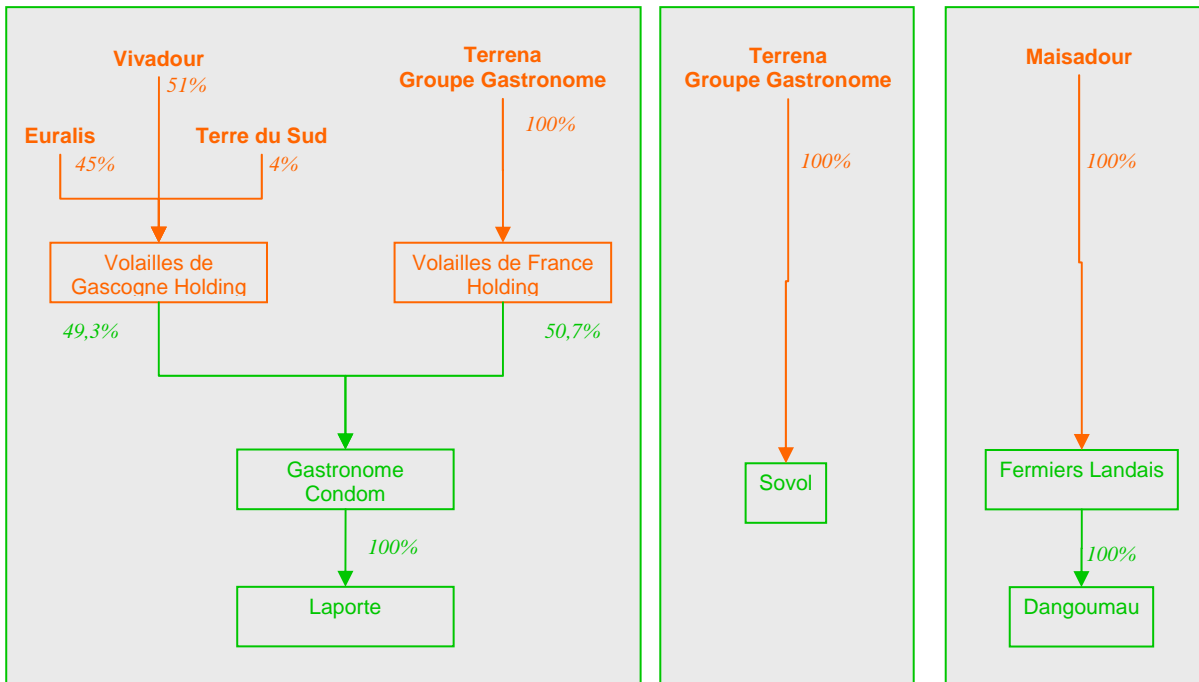 Vivadour
51%
Euralis
45%
Terre du Sud
4%
Terrena
Groupe Gastronome
100%
Volailles de
Gascogne Holding
Volailles de France
Holding
49,3%
50,7%
Gastronome
Condom
100%
Laporte
Terrena
Groupe Gastronome
100%
Sovol
Maisadour
100%
Fermiers Landais
100%
Dangoumau